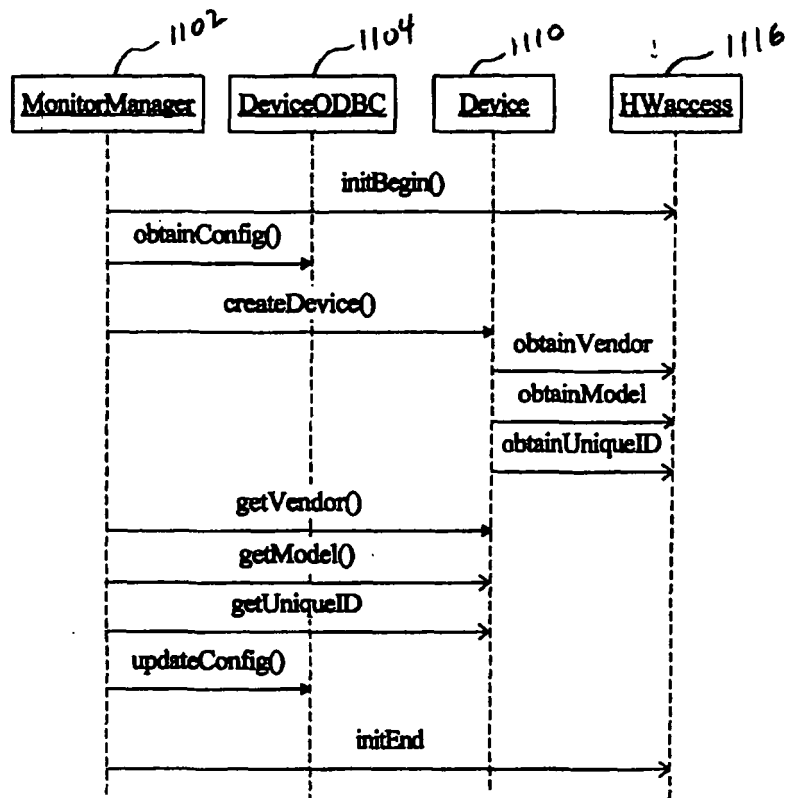 1102
1104
1110
1116
MonitorManager
DeviceODBC
Device
HWaccess
initBegin()
obtainConfig()
createDevice()
obtainVendor
obtainModel
obtainUniqueID
getVendor()
getModel()
getUniqueID
updateConfig()
initEnd